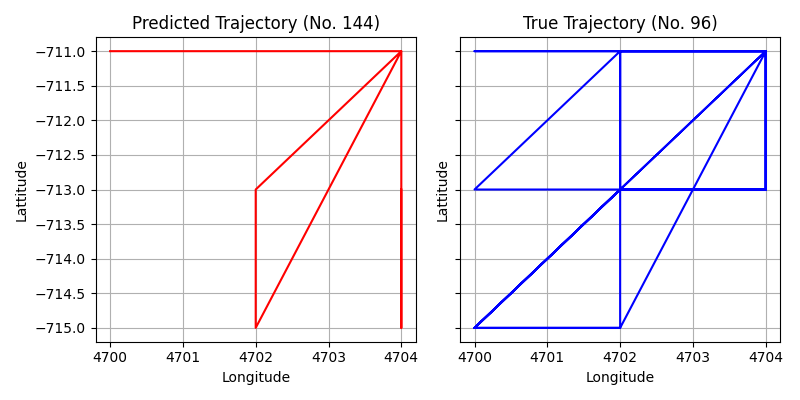 Predicted Trajectory (No. 144)
True Trajectory (No. 96)
−711.0
−711.5
−712.0
−712.5
−713.0
−713.5
−714.0
−714.5
−715.0
Lattitude
Lattitude
4700 4701 4702 4703 4704
4700 4701 4702 4703 4704
Longitude
Longitude